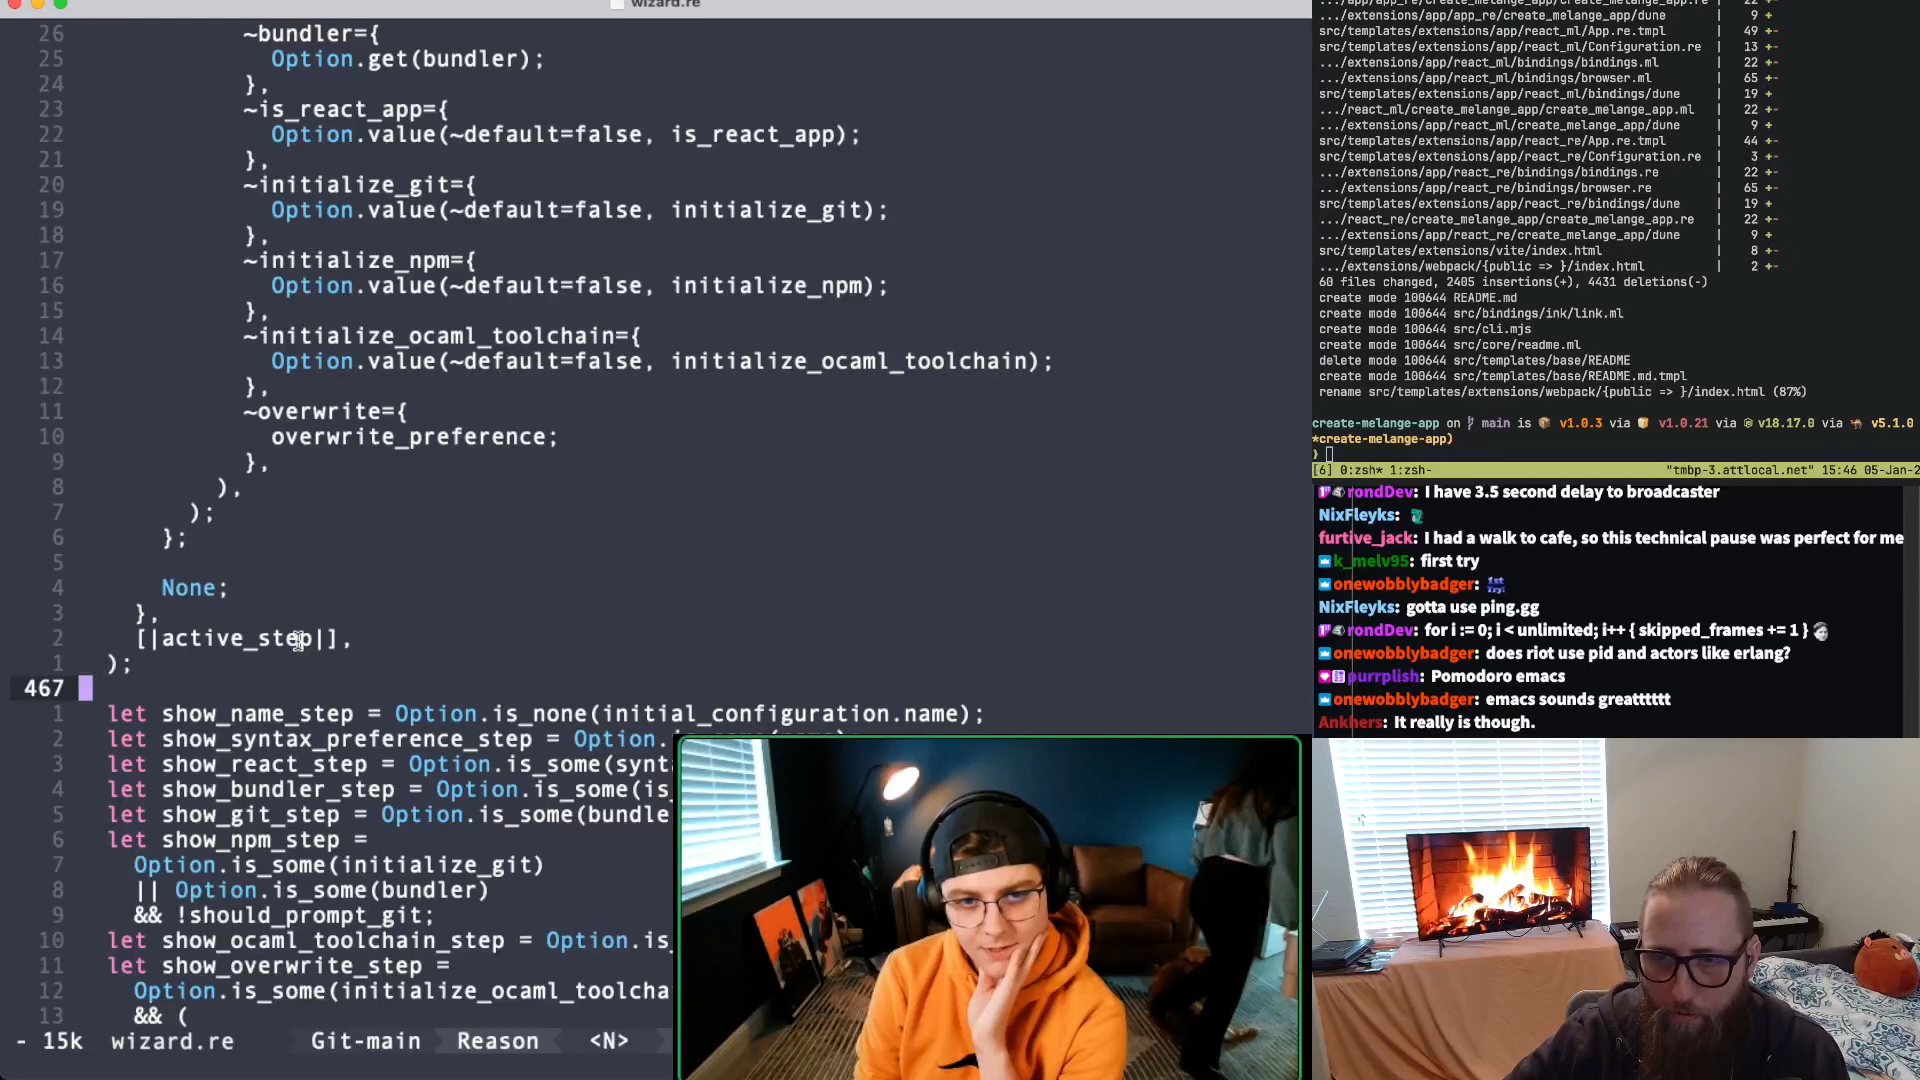 wizard.re
26 ~bundler={
25 Option.get(bundler);
24 },
23 ~is_react_app={
22 Option.value(~default=false, is_react_app);
21 },
20 ~initialize_git={
19 Option.value(~default=false, initialize_git);
18 },
17 ~initialize_npm={
16 Option.value(~default=false, initialize_npm);
15 },
14 ~initialize_ocaml_toolchain={
13 Option.value(~default=false, initialize_ocaml_toolchain);
12 },
11 ~overwrite={
10 overwrite_preference;
9 },
8 ),
7 );
6 };
5
4 None;
3 },
2 [|active_step|],
1 );
467
1 let show_name_step = Option.is_none(initial_configuration.name);
2 let show_syntax_preference_step = Option.
3 let show_react_step = Option.is_some(synta
4 let show_bundler_step = Option.is_some(is_
5 let show_git_step = Option.is_some(bundle
6 let show_npm_step =
7 Option.is_some(initialize_git)
8 || Option.is_some(bundler)
9 && !should_prompt_git;
10 let show_ocaml_toolchain_step = Option.is_
11 let show_overwrite_step =
12 Option.is_some(initialize_ocaml_toolcha
13 && (
- 15k wizard.re Git-main Reason <N>
.../extensions/app/app_re/create_melange_app/dune | 9 +
src/templates/extensions/app/react_ml/App.re.tmpl | 49 +-
src/templates/extensions/app/react_ml/Configuration.re | 13 +-
.../extensions/app/react_ml/bindings/bindings.ml | 22 +-
.../extensions/app/react_ml/bindings/browser.ml | 65 +-
src/templates/extensions/app/react_ml/bindings/dune | 19 +
.../react_ml/create_melange_app/create_melange_app.ml | 22 +-
.../extensions/app/react_ml/create_melange_app/dune | 9 +
src/templates/extensions/app/react_re/App.re.tmpl | 44 +-
src/templates/extensions/app/react_re/Configuration.re | 3 +-
.../extensions/app/react_re/bindings/bindings.re | 22 +-
.../extensions/app/react_re/bindings/browser.re | 65 +-
src/templates/extensions/app/react_re/bindings/dune | 19 +
.../react_re/create_melange_app/create_melange_app.re | 22 +-
.../extensions/app/react_re/create_melange_app/dune | 9 +
src/templates/extensions/vite/index.html | 8 +-
.../extensions/webpack/{public => }/index.html | 2 +-
60 files changed, 2405 insertions(+), 4431 deletions(-)
create mode 100644 README.md
create mode 100644 src/bindings/ink/link.ml
create mode 100644 src/cli.mjs
create mode 100644 src/core/readme.ml
delete mode 100644 src/templates/base/README
create mode 100644 src/templates/base/README.md.tmpl
rename src/templates/extensions/webpack/{public => }/index.html (87%)
create-melange-app on main is v1.0.3 via v1.0.21 via v18.17.0 via v5.1.0
*create-melange-app)
[6] 0:zsh* 1:zsh- "tmbp-3.attlocal.net" 15:46 05-Jan-2
rondDev: I have 3.5 second delay to broadcaster
NixFleyks:
furtive_jack: I had a walk to cafe, so this technical pause was perfect for me
k_melv95: first try
onewobblybadger: 1st Try!
NixFleyks: gotta use ping.gg
rondDev: for i := 0; i < unlimited; i++ { skipped_frames += 1 }
onewobblybadger: does riot use pid and actors like erlang?
purrplish: Pomodoro emacs
onewobblybadger: emacs sounds greatttttt
Ankhers: It really is though.